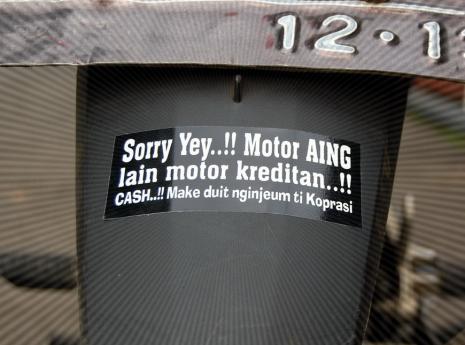 12·1
Sorry Yey..!! Motor AING
lain motor kreditan..!!
CASH..!! Make duit nginjeum ti Koprasi